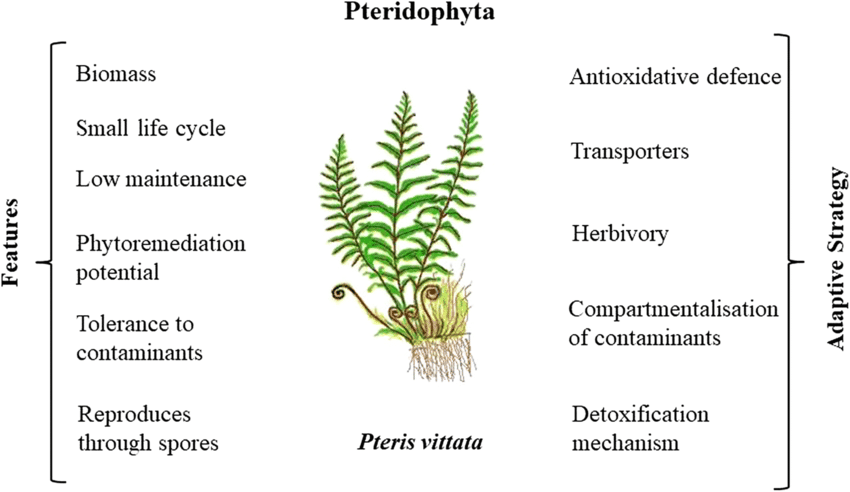 Pteridophyta
Features
Biomass
Small life cycle
Low maintenance
Phytoremediation
potential
Tolerance to
contaminants
Reproduces
through spores
Pteris vittata
Antioxidative defence
Transporters
Herbivory
Compartmentalisation
of contaminants
Detoxification
mechanism
Adaptive Strategy